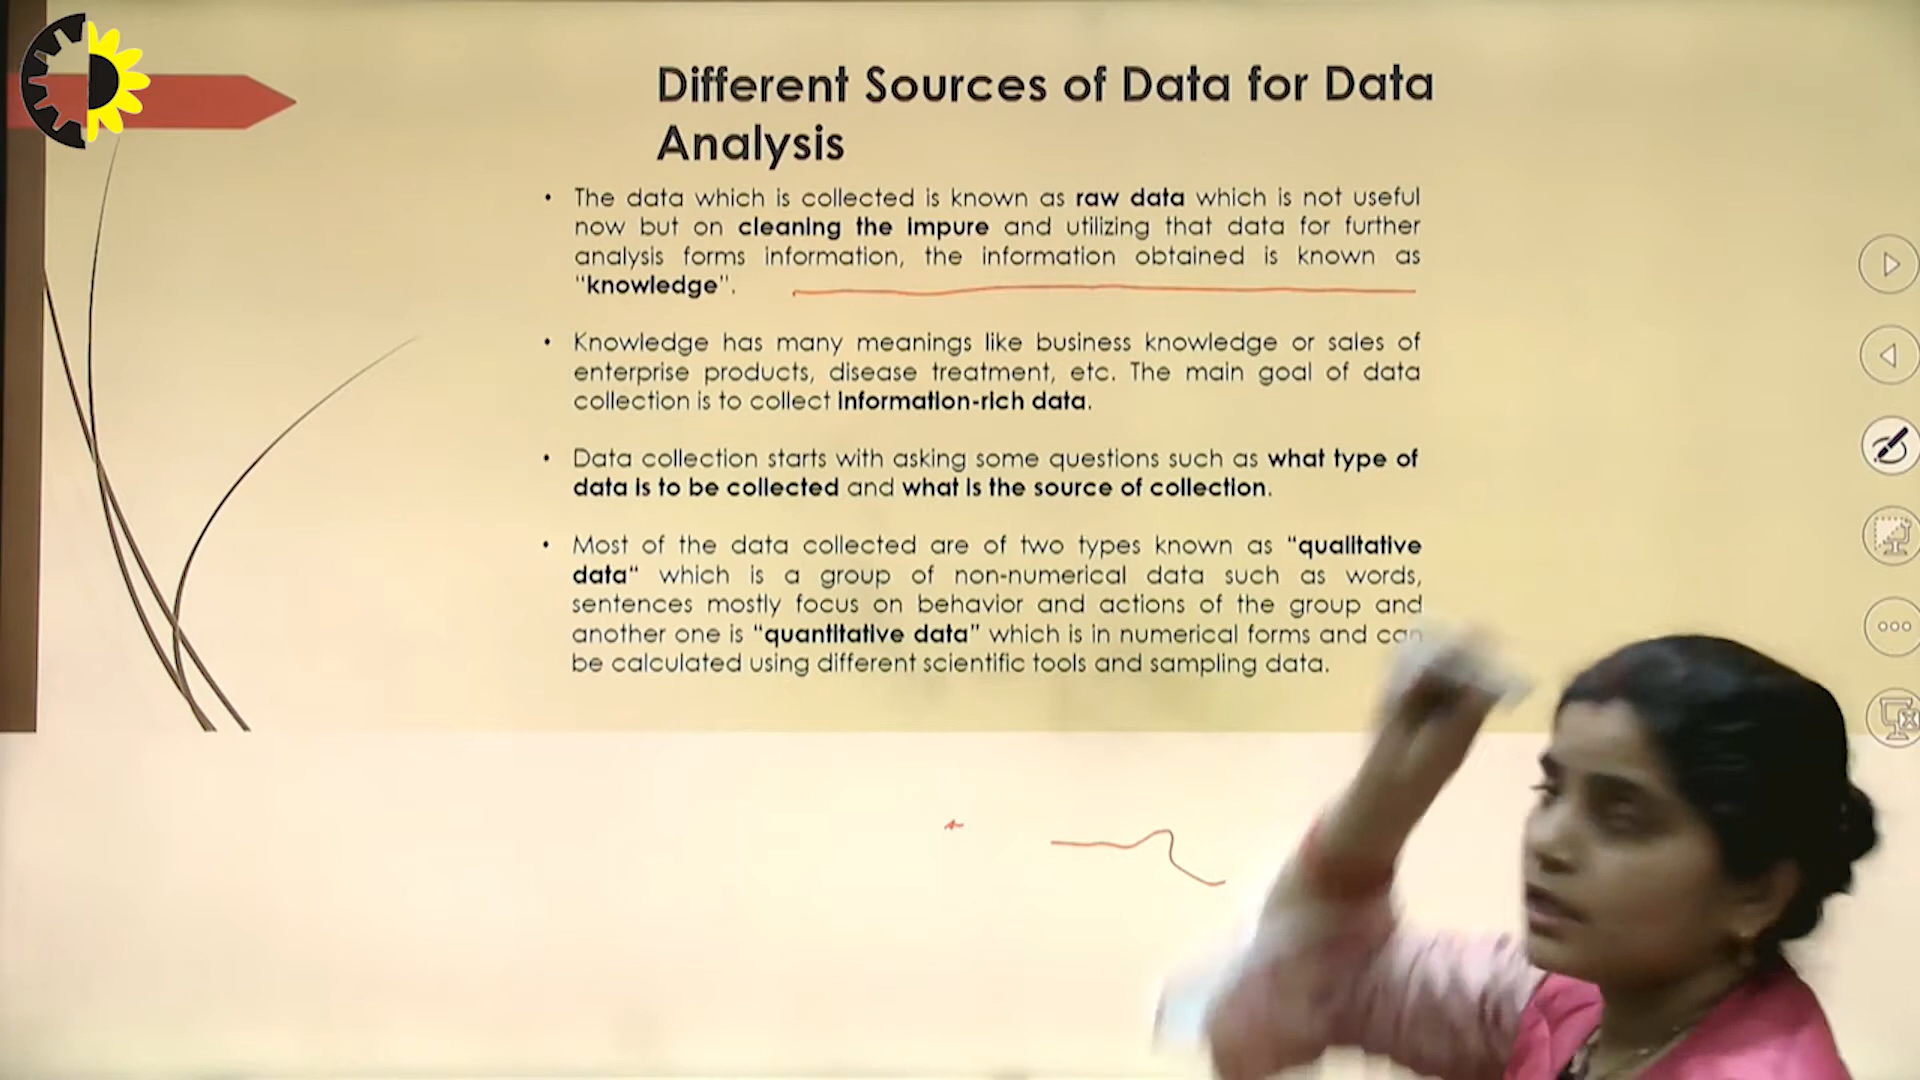 Different Sources of Data for Data
Analysis
• The data which is collected is known as raw data which is not useful
now but on cleaning the impure and utilizing that data for further
analysis forms information, the information obtained is known as
"knowledge".
• Knowledge has many meanings like business knowledge or sales of
enterprise products, disease treatment, etc. The main goal of data
collection is to collect information-rich data.
• Data collection starts with asking some questions such as what type of
data is to be collected and what is the source of collection.
• Most of the data collected are of two types known as “qualitative
data“ which is a group of non-numerical data such as words,
sentences mostly focus on behavior and actions of the group and
another one is “quantitative data” which is in numerical forms and can
be calculated using different scientific tools and sampling data.